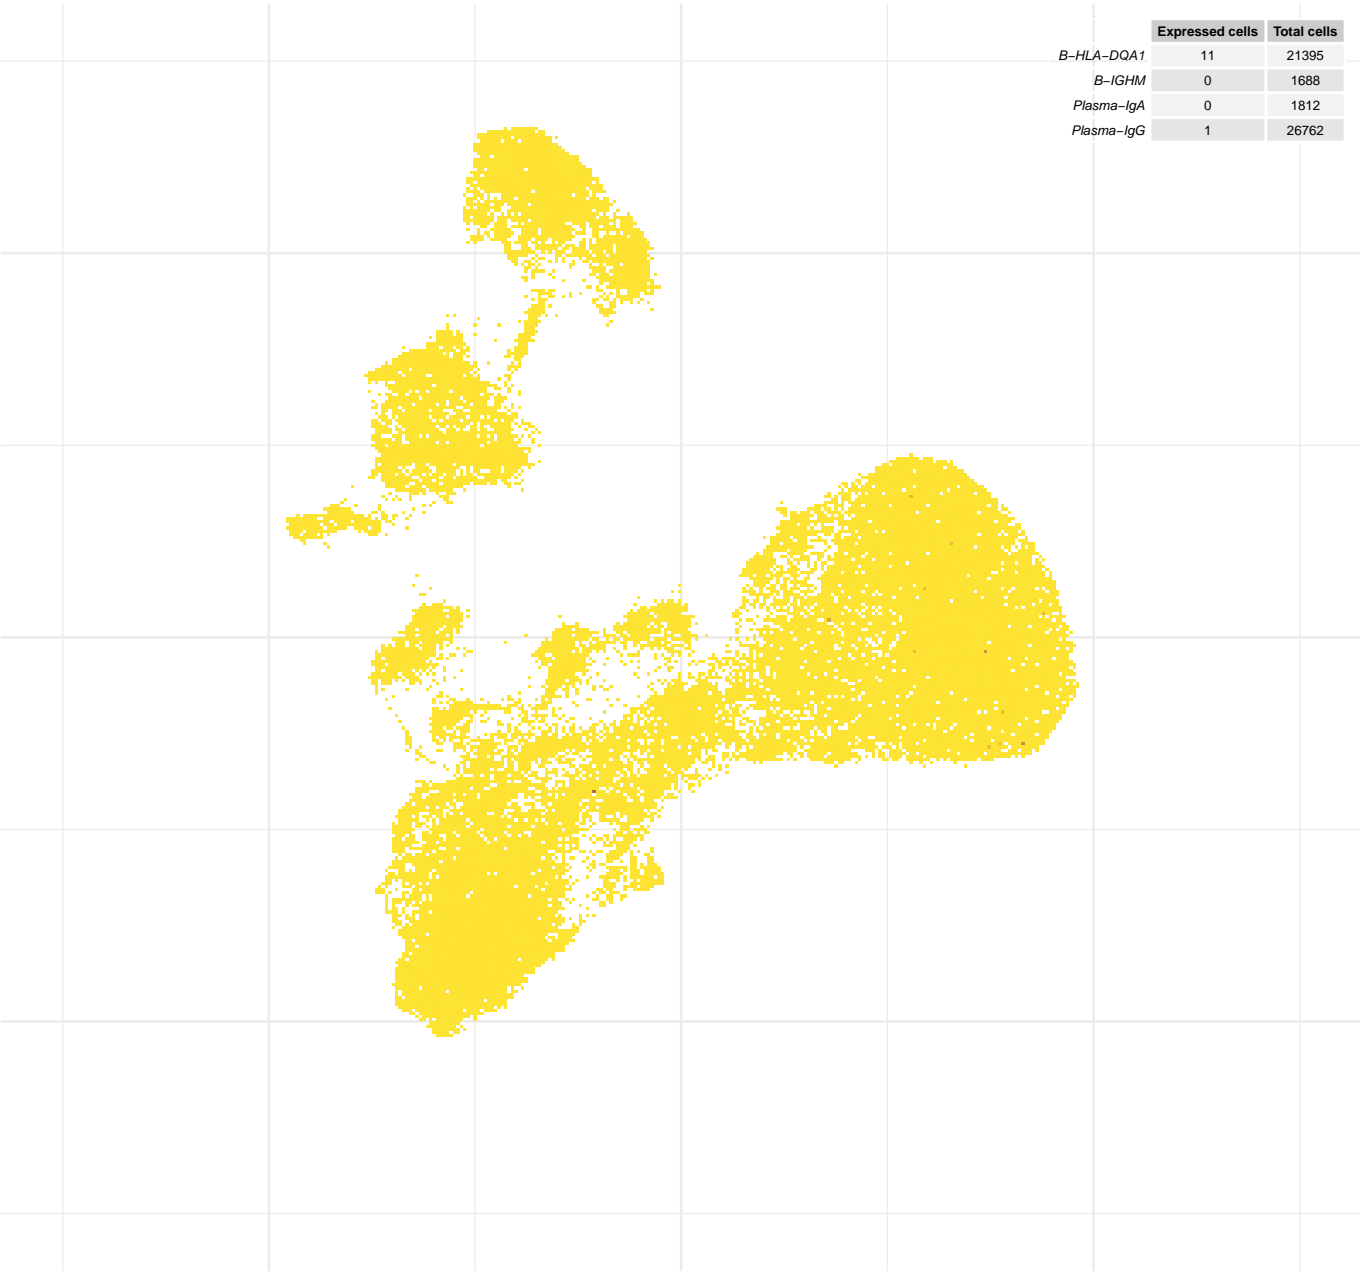 Expressed cells Total cells
B−HLA−DQA1 11 21395
B−IGHM 0 1688
Plasma−IgA 0 1812
Plasma−IgG 1 26762